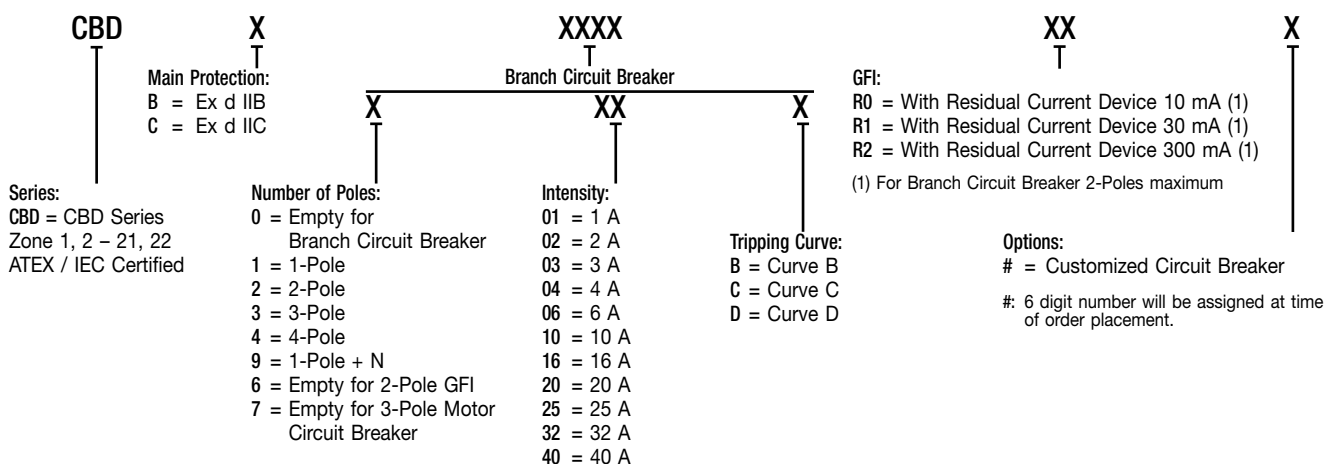 CBD X XXXX XX X
Main Protection:
B = Ex d IIB
C = Ex d IIC
Branch Circuit Breaker
X XX X
GFI:
R0 = With Residual Current Device 10 mA (1)
R1 = With Residual Current Device 30 mA (1)
R2 = With Residual Current Device 300 mA (1)
(1) For Branch Circuit Breaker 2-Poles maximum
Series:
CBD = CBD Series
Zone 1, 2 – 21, 22
ATEX / IEC Certified
Number of Poles:
0 = Empty for
Branch Circuit Breaker
1 = 1-Pole
2 = 2-Pole
3 = 3-Pole
4 = 4-Pole
9 = 1-Pole + N
6 = Empty for 2-Pole GFI
7 = Empty for 3-Pole Motor
Circuit Breaker
Intensity:
01 = 1 A
02 = 2 A
03 = 3 A
04 = 4 A
06 = 6 A
10 = 10 A
16 = 16 A
20 = 20 A
25 = 25 A
32 = 32 A
40 = 40 A
Tripping Curve:
B = Curve B
C = Curve C
D = Curve D
Options:
# = Customized Circuit Breaker
#: 6 digit number will be assigned at time
of order placement.